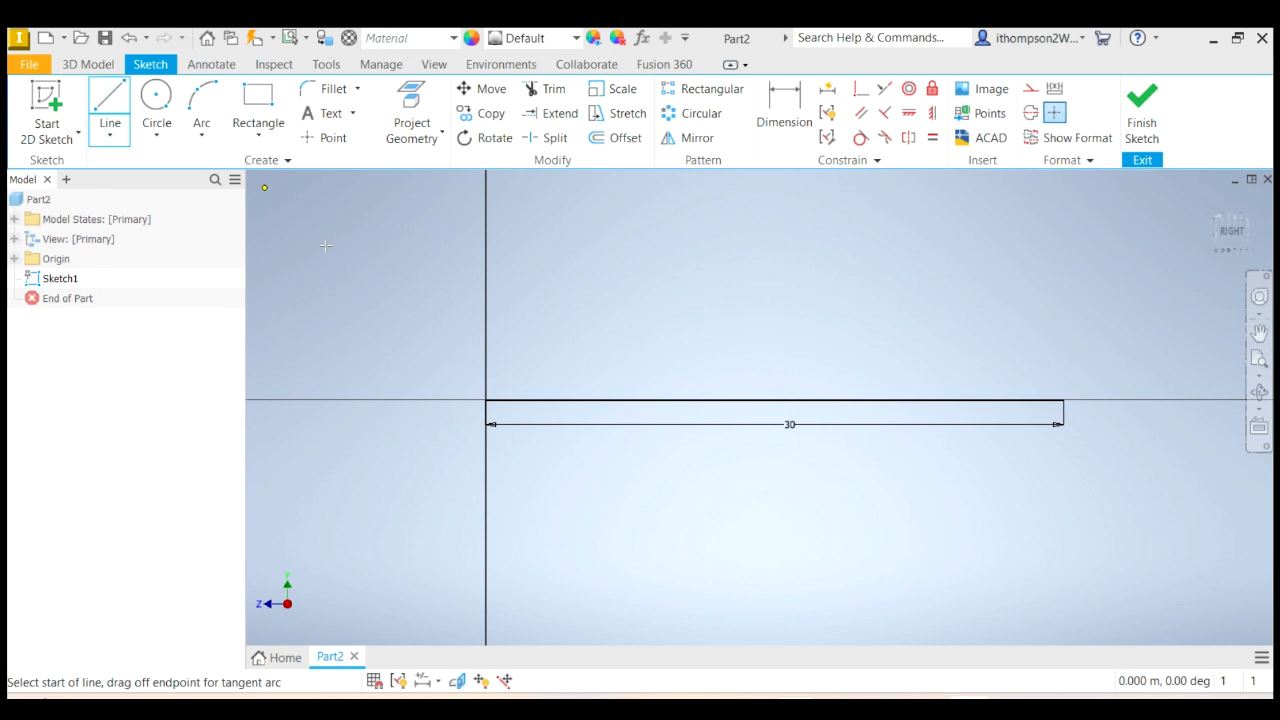 Material
Default
Part2
Search Help & Commands...
ithompson2W...
File
3D Model
Sketch
Annotate
Inspect
Tools
Manage
View
Environments
Collaborate
Fusion 360
Start
2D Sketch
Line
Circle
Arc
Rectangle
Fillet
Text
Point
Project
Geometry
Move
Copy
Rotate
Trim
Extend
Split
Scale
Stretch
Offset
Rectangular
Circular
Mirror
Dimension
Image
Points
ACAD
Show Format
Finish
Sketch
Sketch
Create
Modify
Pattern
Constrain
Insert
Format
Exit
Model
Part2
Model States: [Primary]
View: [Primary]
Origin
Sketch1
End of Part
RIGHT
30
Y
Z
Home
Part2
Select start of line, drag off endpoint for tangent arc
0.000 m, 0.00 deg 1 1